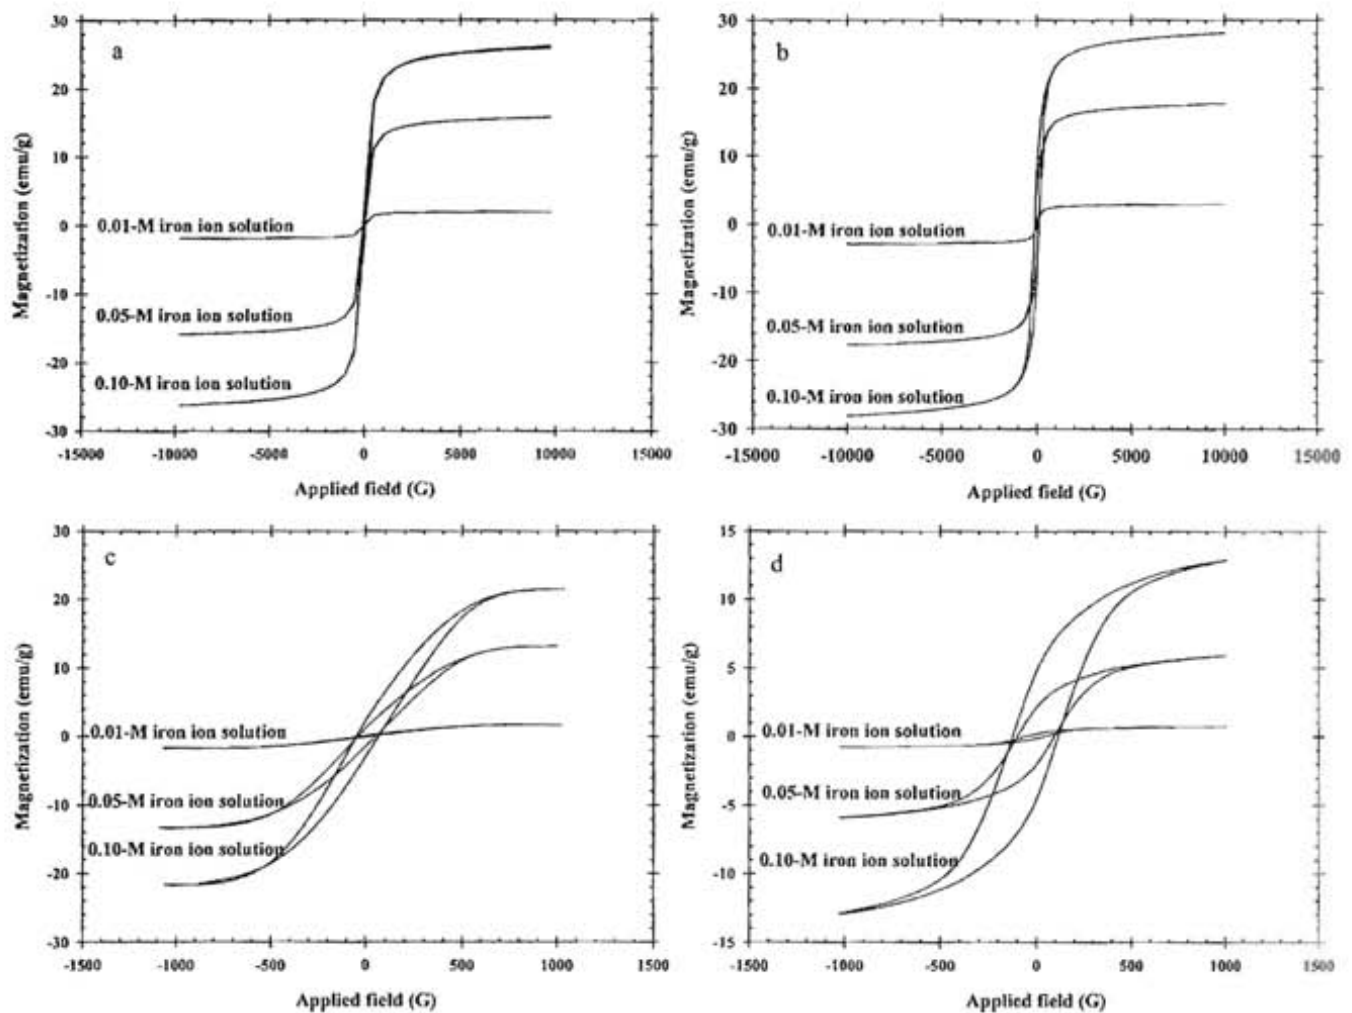 a
30
20
10
0
-10
-20
-30
Magnetization (emu/g)
0.01-M iron ion solution
0.05-M iron ion solution
0.10-M iron ion solution
-15000 -10000 -5000 0 5000 10000 15000
Applied field (G)
b
30
20
10
0
-10
-20
-30
Magnetization (emu/g)
0.01-M iron ion solution
0.05-M iron ion solution
0.10-M iron ion solution
-15000 -10000 -5000 0 5000 10000 15000
Applied field (G)
c
30
20
10
0
-10
-20
-30
Magnetization (emu/g)
0.01-M iron ion solution
0.05-M iron ion solution
0.10-M iron ion solution
-1500 -1000 -500 0 500 1000 1500
Applied field (G)
d
15
10
5
0
-5
-10
-15
Magnetization (emu/g)
0.01-M iron ion solution
0.05-M iron ion solution
0.10-M iron ion solution
-1500 -1000 -500 0 500 1000 1500
Applied field (G)